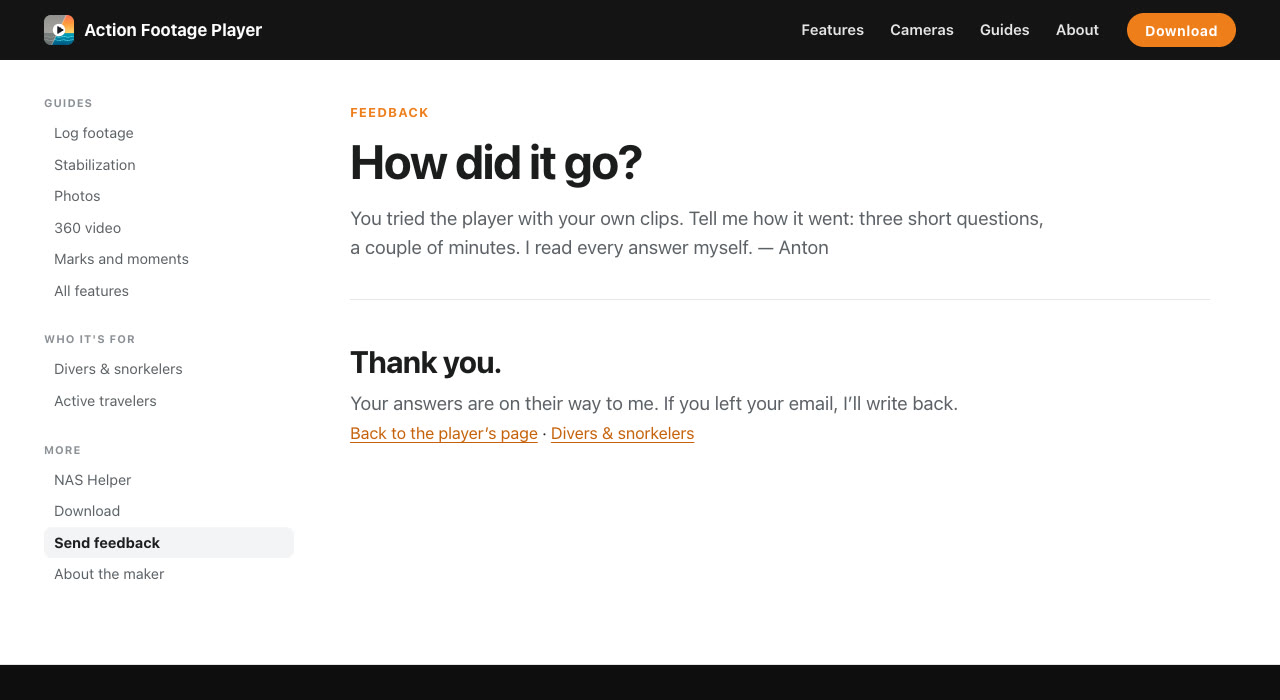 Action Footage Player
Features
Cameras
Guides
About
Download
GUIDES
Log footage
Stabilization
Photos
360 video
Marks and moments
All features
WHO IT'S FOR
Divers & snorkelers
Active travelers
MORE
NAS Helper
Download
Send feedback
About the maker
FEEDBACK
How did it go?
You tried the player with your own clips. Tell me how it went: three short questions,
a couple of minutes. I read every answer myself. — Anton
Thank you.
Your answers are on their way to me. If you left your email, I’ll write back.
Back to the player’s page · Divers & snorkelers